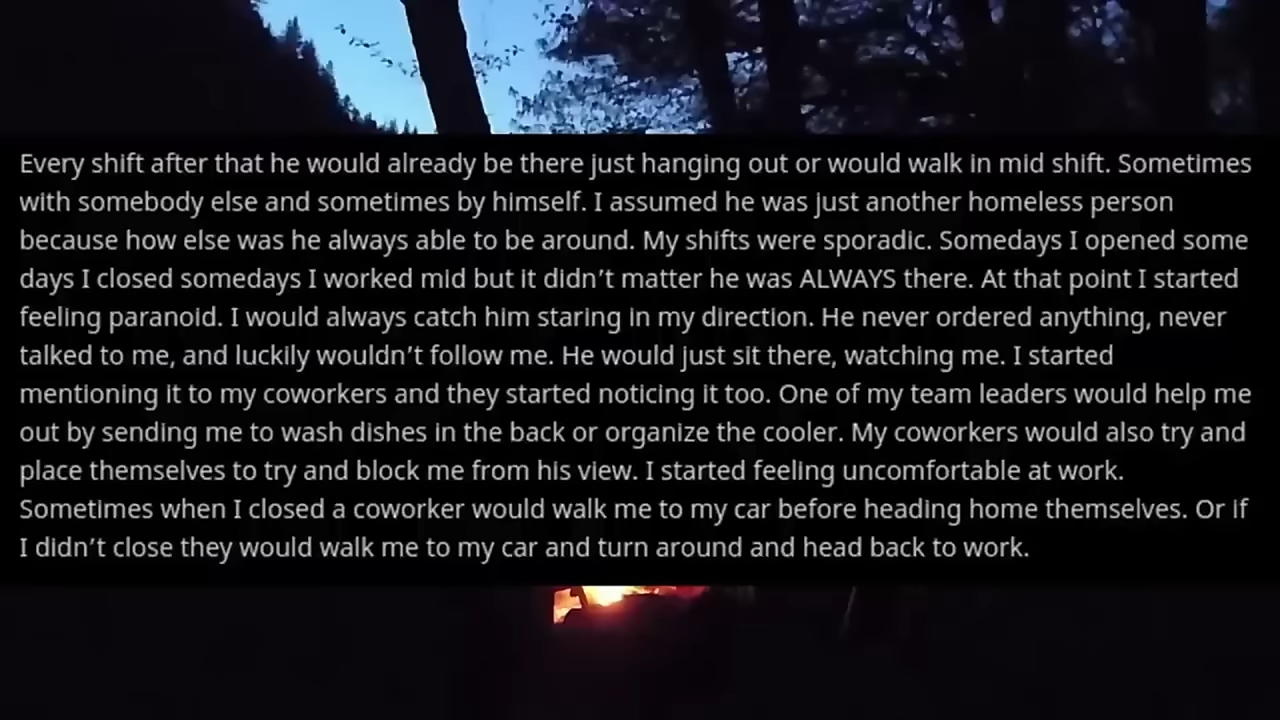 Every shift after that he would already be there just hanging out or would walk in mid shift. Sometimes
with somebody else and sometimes by himself. I assumed he was just another homeless person
because how else was he always able to be around. My shifts were sporadic. Somedays I opened some
days I closed somedays I worked mid but it didn’t matter he was ALWAYS there. At that point I started
feeling paranoid. I would always catch him staring in my direction. He never ordered anything, never
talked to me, and luckily wouldn’t follow me. He would just sit there, watching me. I started
mentioning it to my coworkers and they started noticing it too. One of my team leaders would help me
out by sending me to wash dishes in the back or organize the cooler. My coworkers would also try and
place themselves to try and block me from his view. I started feeling uncomfortable at work.
Sometimes when I closed a coworker would walk me to my car before heading home themselves. Or if
I didn’t close they would walk me to my car and turn around and head back to work.